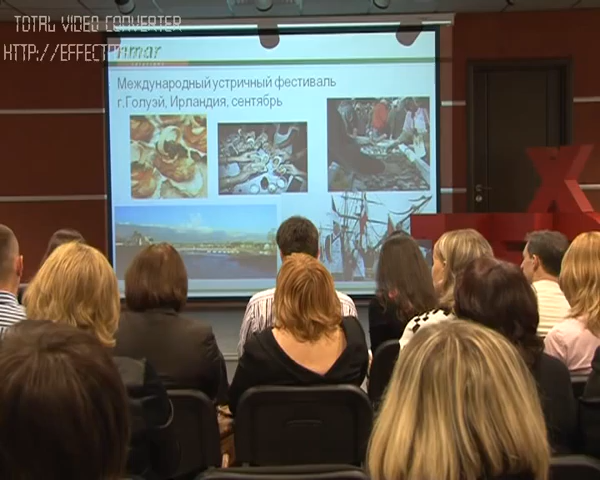 TOTAL VIDEO CONVERTER
HTTP://EFFECT
Международный устричный фестиваль
г.Голуэй, Ирландия, сентябрь